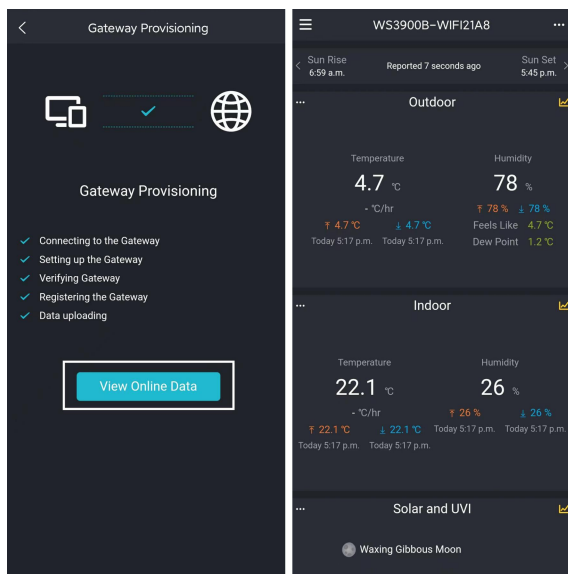 Gateway Provisioning
Gateway Provisioning
Connecting to the Gateway
Setting up the Gateway
Verifying Gateway
Registering the Gateway
Data uploading
View Online Data
WS3900B-WIFI21A8
Sun Rise
6:59 a.m.
Reported 7 seconds ago
Sun Set
5:45 p.m.
Outdoor
Temperature
Humidity
4.7 ℃
78 %
- ℃/hr
78 % 78 %
4.7 ℃ 4.7 ℃
Feels Like 4.7 ℃
Today 5:17 p.m. Today 5:17 p.m.
Dew Point 1.2 ℃
Indoor
Temperature
Humidity
22.1 ℃
26 %
- ℃/hr
26 % 26 %
22.1 ℃ 22.1 ℃
Today 5:17 p.m. Today 5:17 p.m.
Today 5:17 p.m. Today 5:17 p.m.
Solar and UVI
Waxing Gibbous Moon